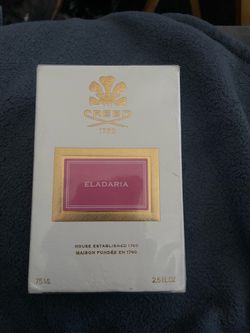 CREED
1760
ELADARIA
HOUSE ESTABLISHED 1760
MAISON FONDÉE EN 1760
75 ML 2.5 FL.OZ